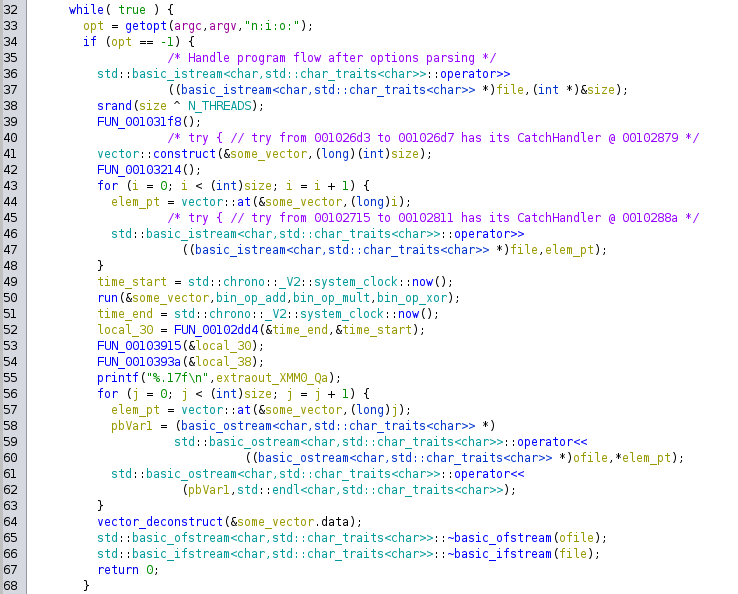 32 while( true ) {
33 opt = getopt(argc,argv,"n:i:o:");
34 if (opt == -1) {
35 /* Handle program flow after options parsing */
36 std::basic_istream<char,std::char_traits<char>>::operator>>
37 ((basic_istream<char,std::char_traits<char>> *)file,(int *)&size);
38 srand(size ^ N_THREADS);
39 FUN_001031f8();
40 /* try { // try from 001026d3 to 001026d7 has its CatchHandler @ 00102879 */
41 vector::construct(&some_vector,(long)(int)size);
42 FUN_00103214();
43 for (i = 0; i < (int)size; i = i + 1) {
44 elem_pt = vector::at(&some_vector,(long)i);
45 /* try { // try from 00102715 to 00102811 has its CatchHandler @ 0010288a */
46 std::basic_istream<char,std::char_traits<char>>::operator>>
47 ((basic_istream<char,std::char_traits<char>> *)file,elem_pt);
48 }
49 time_start = std::chrono::_V2::system_clock::now();
50 run(&some_vector,bin_op_add,bin_op_mult,bin_op_xor);
51 time_end = std::chrono::_V2::system_clock::now();
52 local_30 = FUN_00102dd4(&time_end,&time_start);
53 FUN_00103915(&local_30);
54 FUN_0010393a(&local_38);
55 printf("%.17f\n",extraout_XMM0_Qa);
56 for (j = 0; j < (int)size; j = j + 1) {
57 elem_pt = vector::at(&some_vector,(long)j);
58 pbVar1 = (basic_ostream<char,std::char_traits<char>> *)
59 std::basic_ostream<char,std::char_traits<char>>::operator<<
60 ((basic_ostream<char,std::char_traits<char>> *)ofile,*elem_pt);
61 std::basic_ostream<char,std::char_traits<char>>::operator<<
62 (pbVar1,std::endl<char,std::char_traits<char>>);
63 }
64 vector_deconstruct(&some_vector.data);
65 std::basic_ofstream<char,std::char_traits<char>>::~basic_ofstream(ofile);
66 std::basic_ifstream<char,std::char_traits<char>>::~basic_ifstream(file);
67 return 0;
68 }